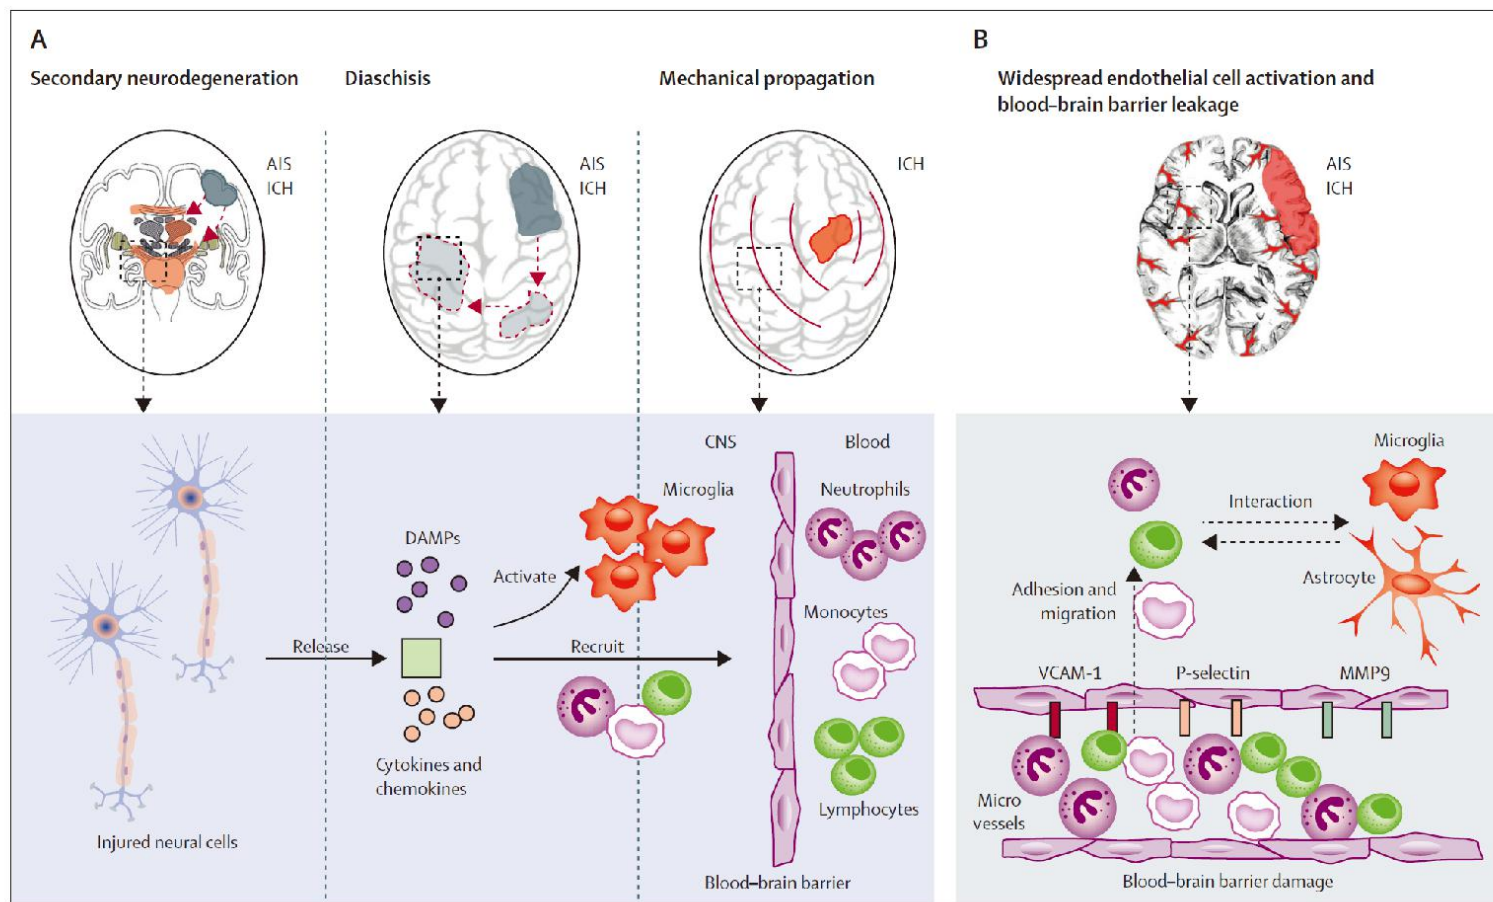 A
Secondary neurodegeneration
Diaschisis
Mechanical propagation
AIS
ICH
AIS
ICH
ICH
CNS
Blood
Microglia
Neutrophils
DAMPs
Activate
Monocytes
Release
Recruit
Cytokines and
chemokines
Lymphocytes
Injured neural cells
Blood–brain barrier
B
Widespread endothelial cell activation and
blood–brain barrier leakage
AIS
ICH
Microglia
Interaction
Astrocyte
Adhesion and
migration
VCAM-1
P-selectin
MMP9
Micro
vessels
Blood–brain barrier damage